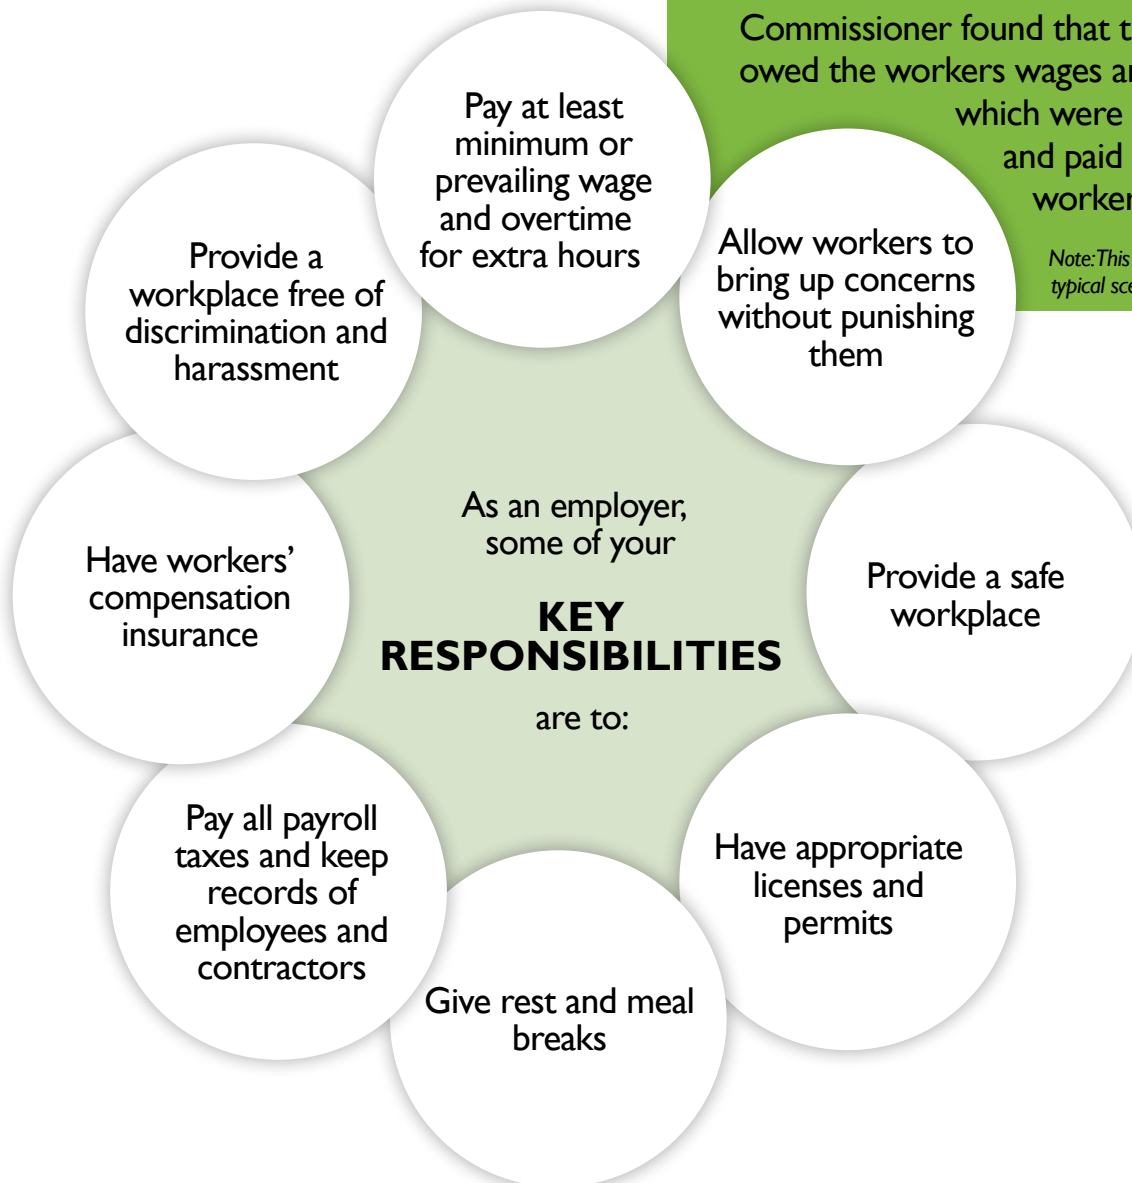 Commissioner found that t
owed the workers wages
which were
and paid
worker
Note: This
typical
Pay at least
minimum or
prevailing wage
and overtime
for extra hours
Allow workers to
bring up concerns
without punishing
them
Provide a safe
workplace
Have appropriate
licenses and
permits
Give rest and meal
breaks
Pay all payroll
taxes and keep
records of
employees and
contractors
Have workers’
compensation
insurance
Provide a
workplace free of
discrimination and
harassment
As an employer,
some of your
KEY
RESPONSIBILITIES
are to: